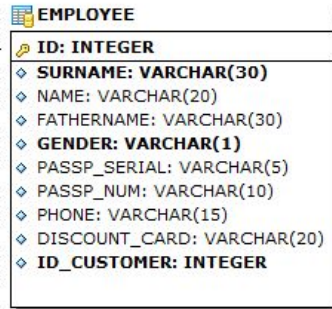 EMPLOYEE
ID: INTEGER
SURNAME: VARCHAR(30)
NAME: VARCHAR(20)
FATHERNAME: VARCHAR(30)
GENDER: VARCHAR(1)
PASSP_SERIAL: VARCHAR(5)
PASSP_NUM: VARCHAR(10)
PHONE: VARCHAR(15)
DISCOUNT_CARD: VARCHAR(20)
ID_CUSTOMER: INTEGER